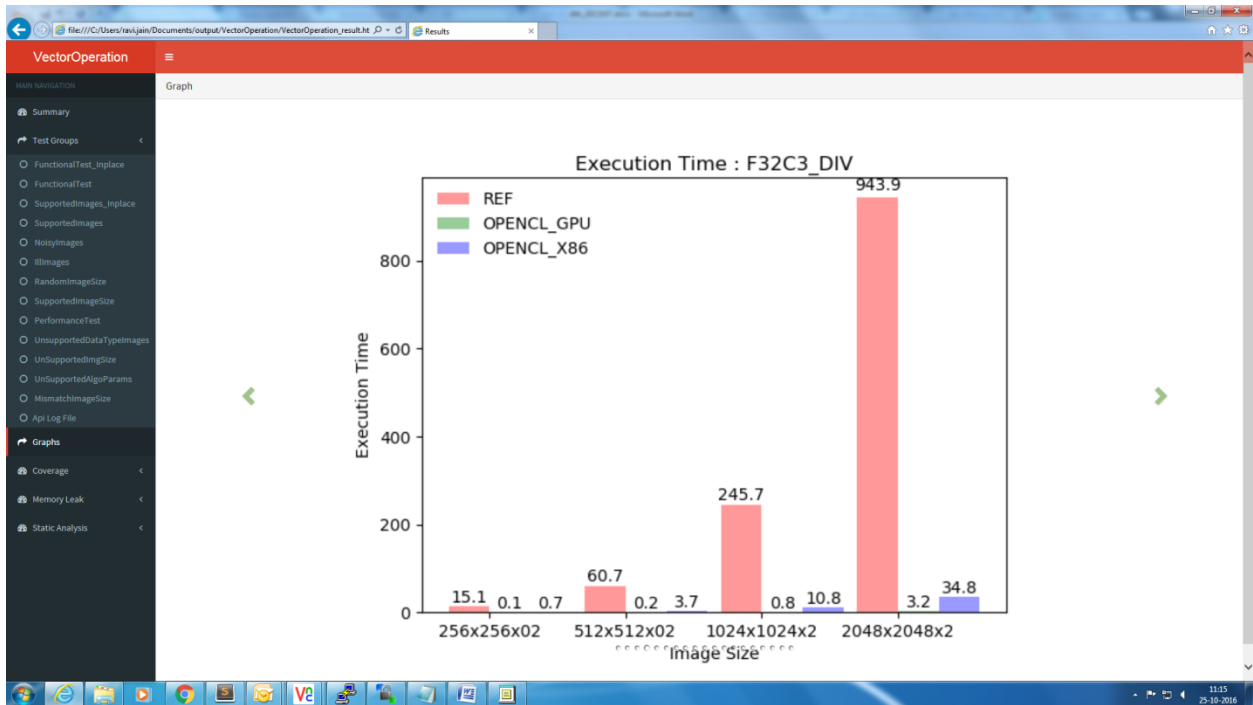 file:///C:/Users/ravi.jain/Documents/output/VectorOperation/VectorOperation_result.ht
Results
VectorOperation
MAIN NAVIGATION
Summary
Test Groups
FunctionalTest_Inplace
FunctionalTest
SupportedImages_Inplace
SupportedImages
NoisyImages
IllImages
RandomImageSize
SupportedImageSize
PerformanceTest
UnsupportedDataTypeImages
UnSupportedImgSize
UnSupportedAlgoParams
MismatchImageSize
Api Log File
Graphs
Coverage
Memory Leak
Static Analysis
Graph
Execution Time : F32C3_DIV
REF
OPENCL_GPU
OPENCL_X86
Execution Time
800
600
400
200
0
15.1 0.1 0.7
60.7 0.2 3.7
245.7 0.8 10.8
943.9 3.2 34.8
256x256x02 512x512x02 1024x1024x2 2048x2048x2
Image Size
11:15
25-10-2016